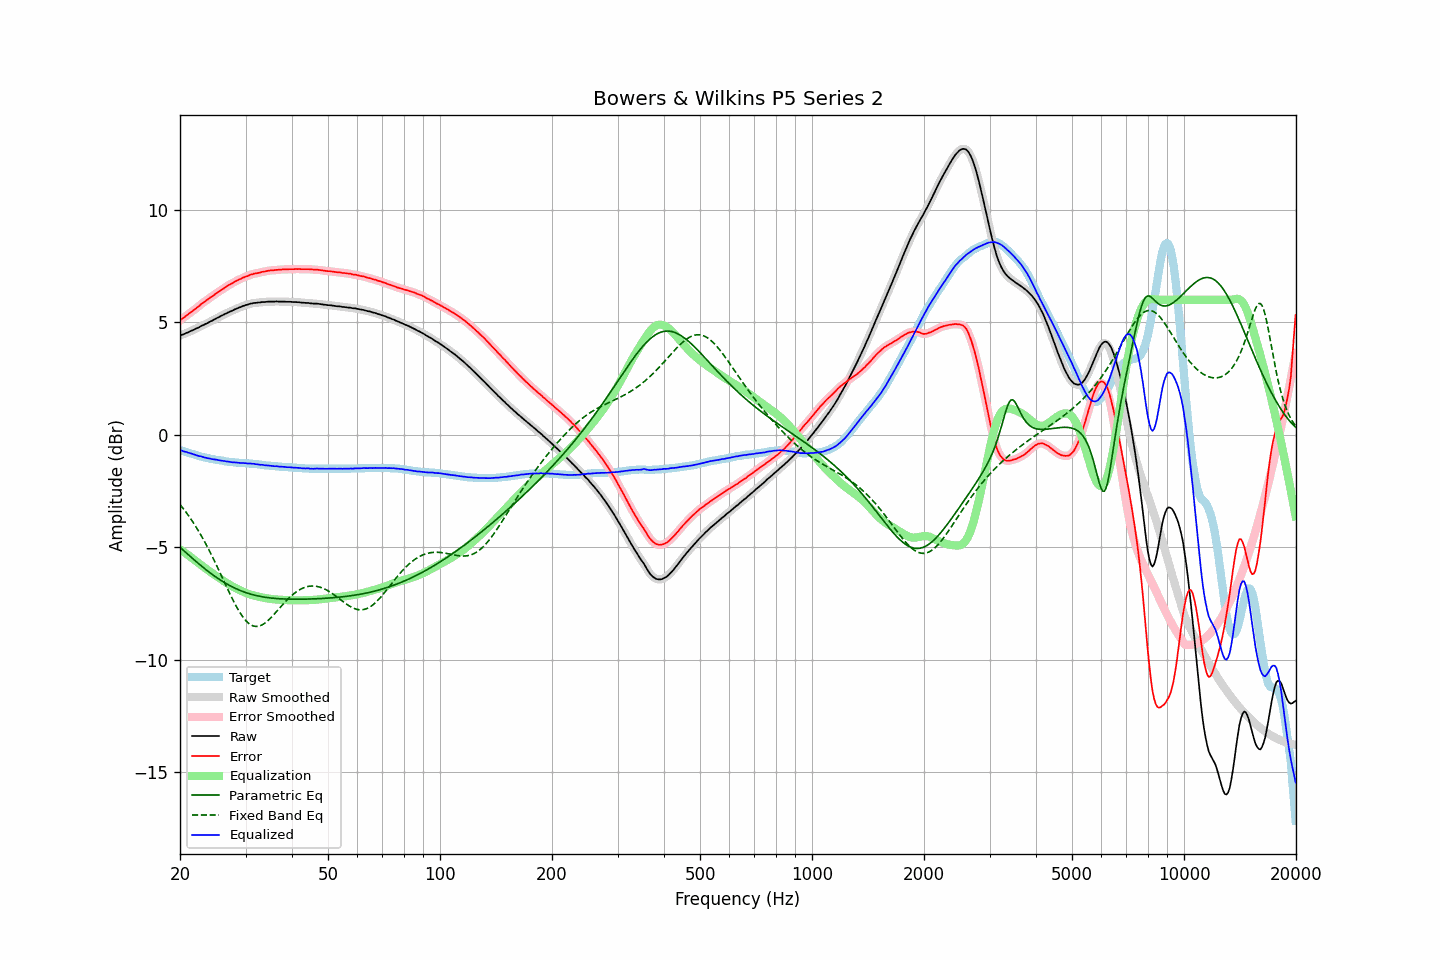 Bowers & Wilkins P5 Series 2
Amplitude (dBr)
10
5
0
−5
−10
−15
Target
Raw Smoothed
Error Smoothed
Raw
Error
Equalization
Parametric Eq
Fixed Band Eq
Equalized
20 50 100 200 500 1000 2000 5000 10000 20000
Frequency (Hz)